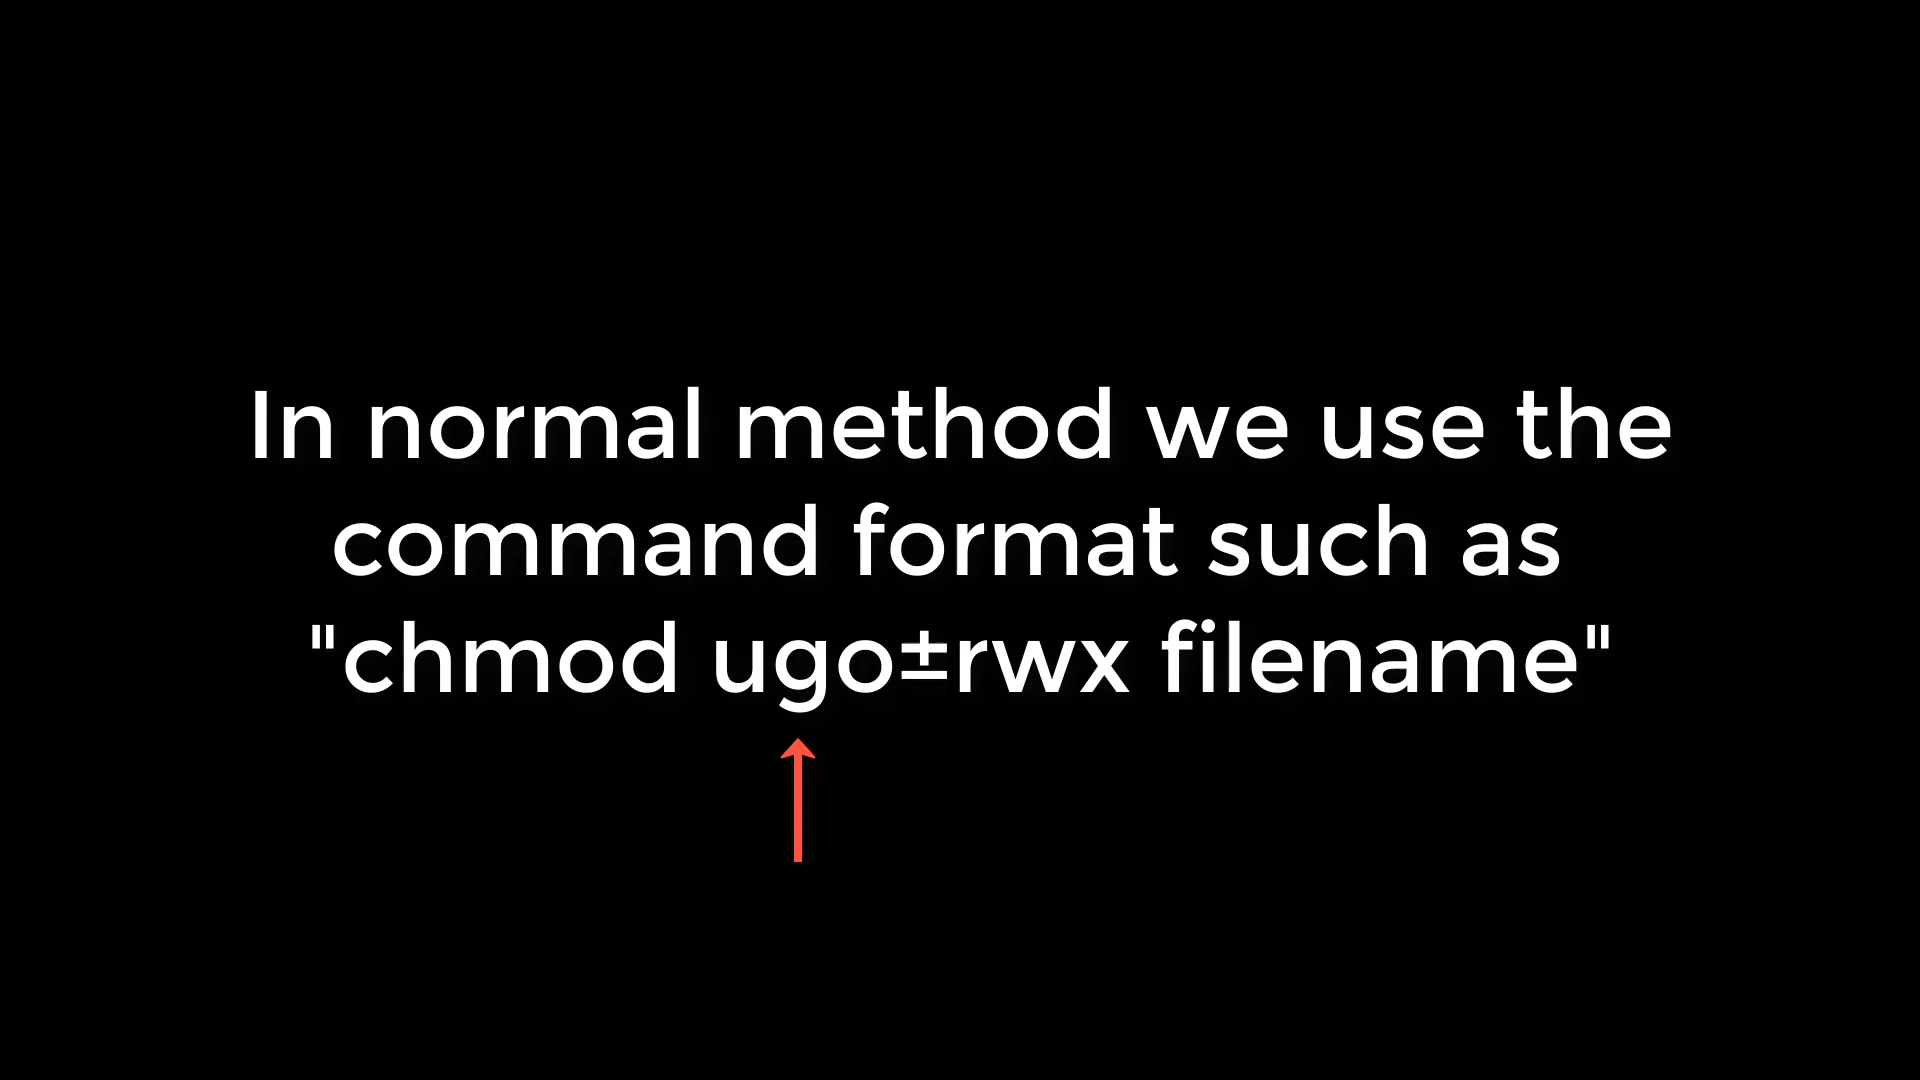 In normal method we use the
command format such as
"chmod ugo±rwx filename"